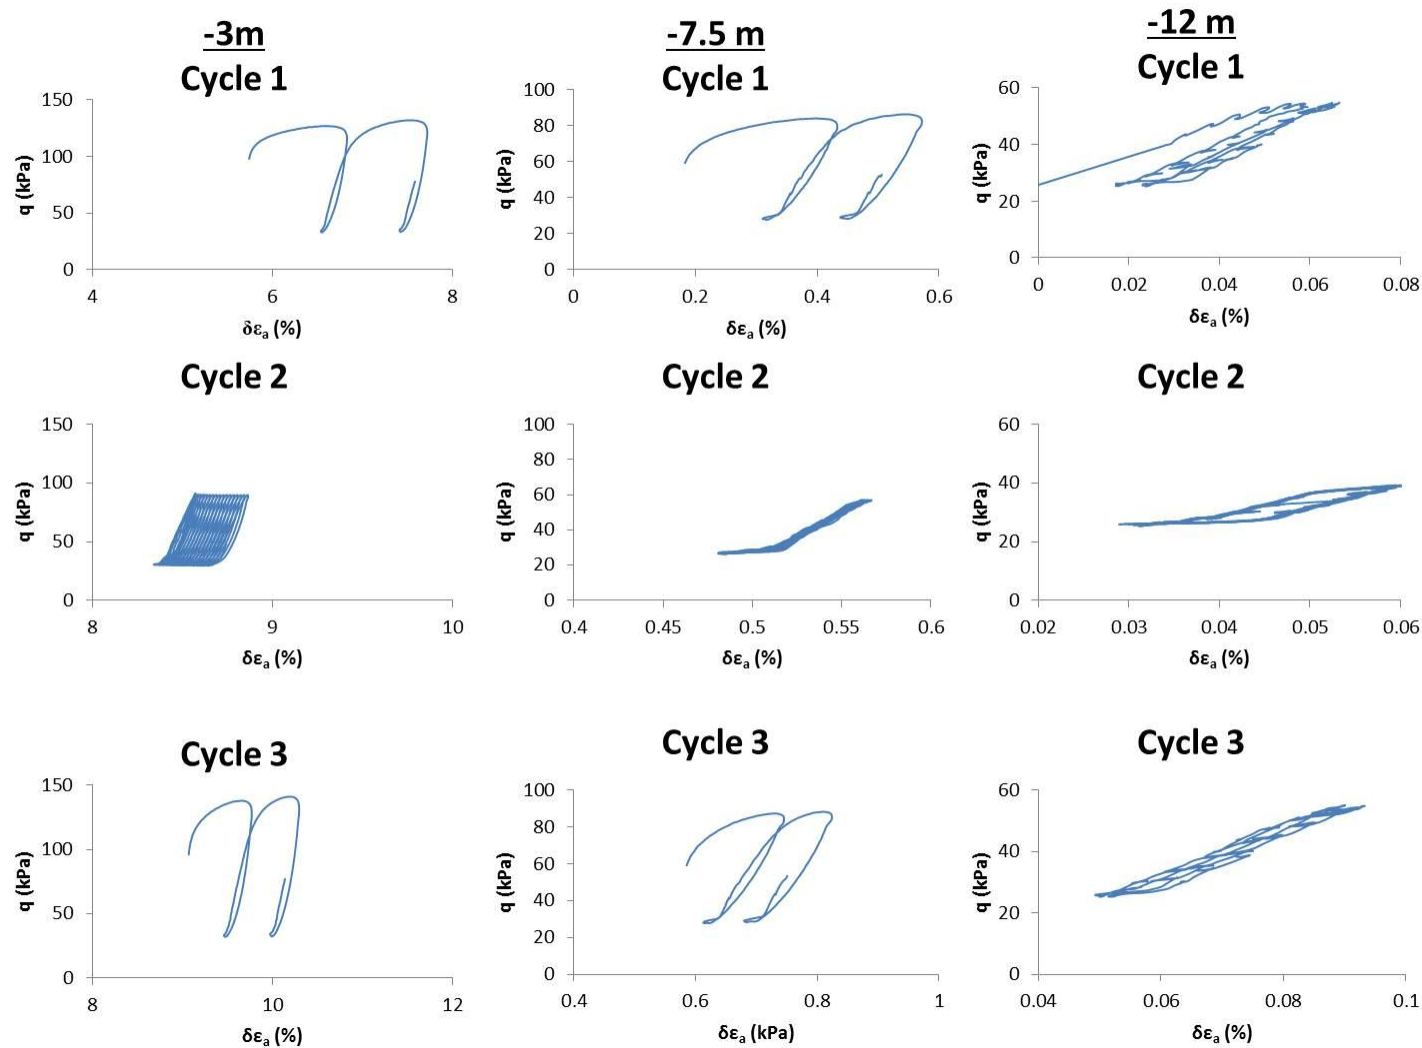 -3m
-7.5 m
-12 m
Cycle 1
Cycle 1
Cycle 1
150
100
50
0
q (kPa)
4
6
8
δεa (%)
100
80
60
40
20
0
q (kPa)
0
0.2
0.4
0.6
δεa (%)
60
40
20
0
q (kPa)
0
0.02
0.04
0.06
0.08
δεa (%)
Cycle 2
Cycle 2
Cycle 2
150
100
50
0
q (kPa)
8
9
10
δεa (%)
100
80
60
40
20
0
q (kPa)
0.4
0.45
0.5
0.55
0.6
δεa (%)
60
40
20
0
q (kPa)
0.02
0.03
0.04
0.05
0.06
δεa (%)
Cycle 3
Cycle 3
Cycle 3
150
100
50
0
q (kPa)
8
10
12
δεa (%)
100
80
60
40
20
0
q (kPa)
0.4
0.6
0.8
1
δεa (kPa)
60
40
20
0
q (kPa)
0.04
0.06
0.08
0.1
δεa (%)